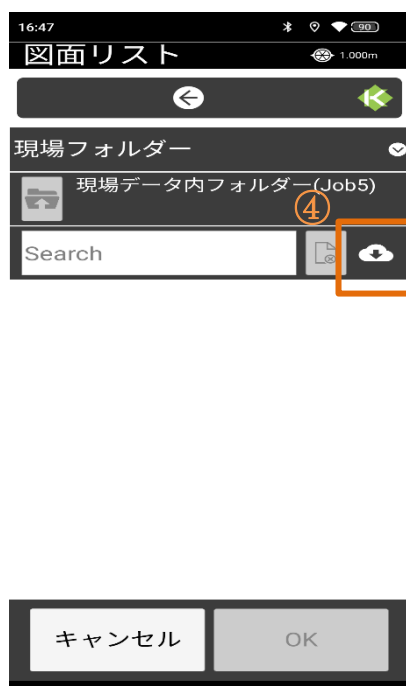 16:47 90
図面リスト 1.000m
現場フォルダー
現場データ内フォルダー(Job5)
④
Search
キャンセル OK